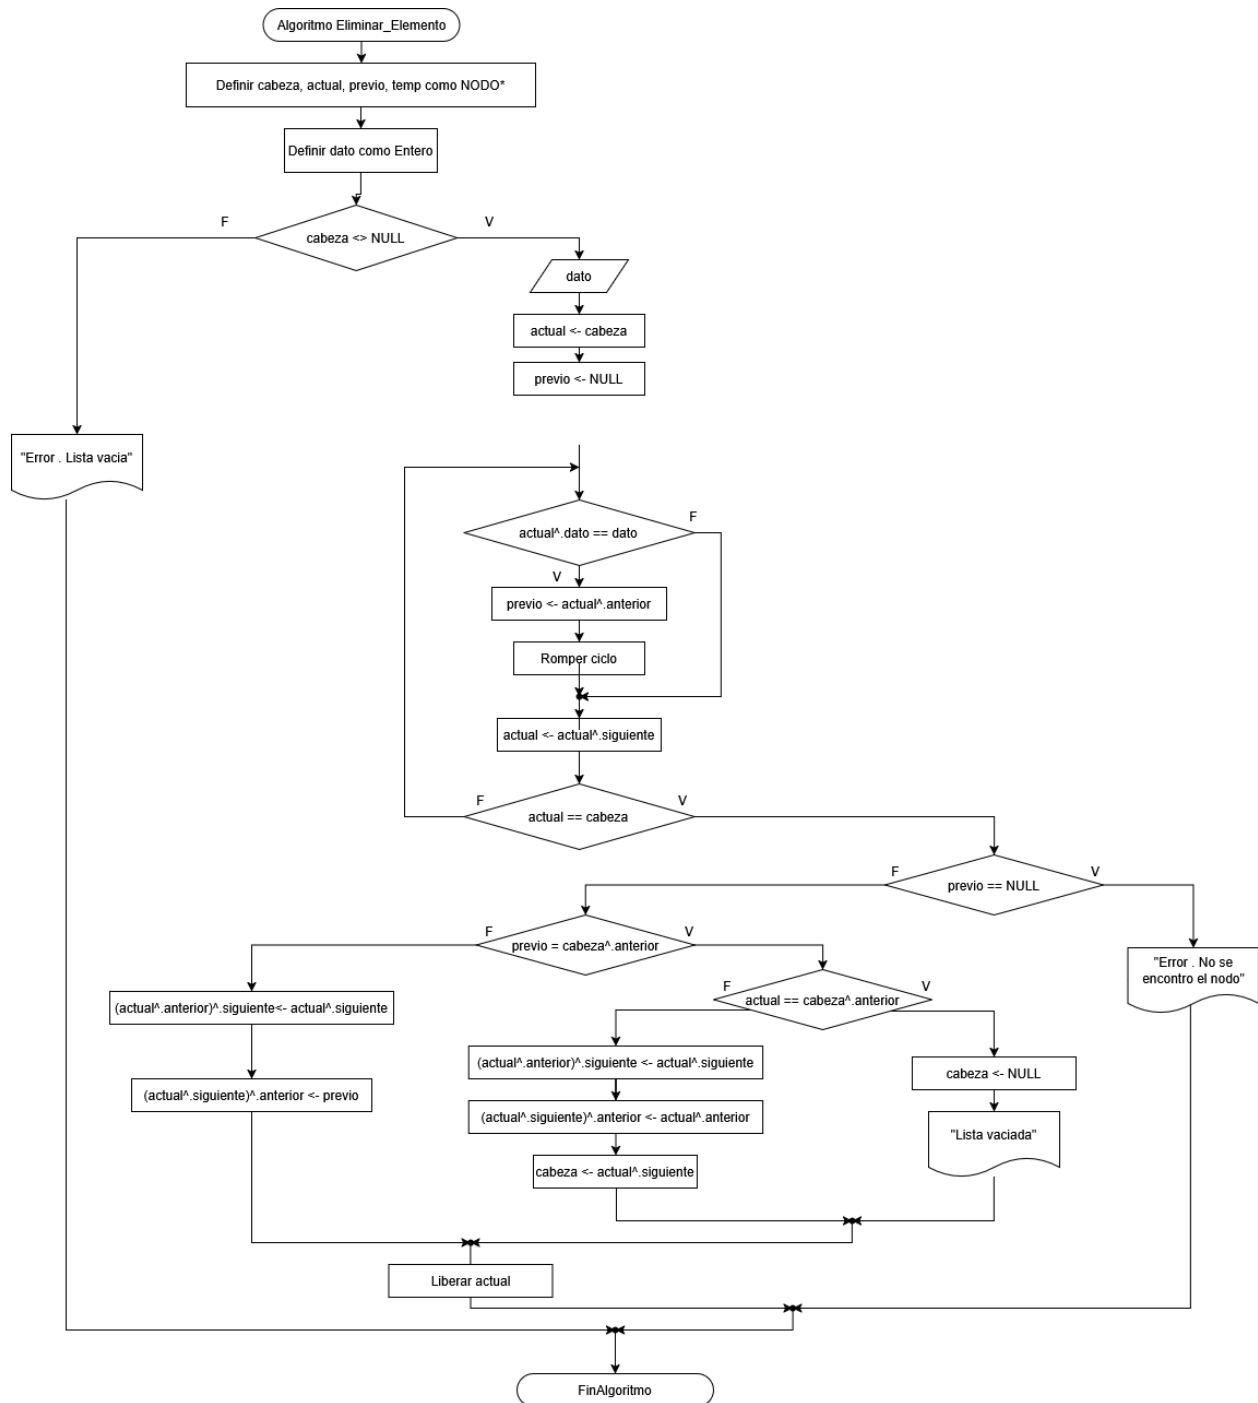 Algoritmo Eliminar_Elemento
Definir cabeza, actual, previo, temp como NODO*
Definir dato como Entero
F
V
cabeza <> NULL
dato
actual <- cabeza
previo <- NULL
"Error . Lista vacia"
F
actual^.dato == dato
V
previo <- actual^.anterior
Romper ciclo
actual <- actual^.siguiente
F
V
actual == cabeza
F
V
previo == NULL
F
V
previo = cabeza^.anterior
"Error . No se
encontro el nodo"
F
V
actual == cabeza^.anterior
(actual^.anterior)^.siguiente<- actual^.siguiente
(actual^.anterior)^.siguiente <- actual^.siguiente
cabeza <- NULL
(actual^.siguiente)^.anterior <- previo
(actual^.siguiente)^.anterior <- actual^.anterior
"Lista vaciada"
cabeza <- actual^.siguiente
Liberar actual
FinAlgoritmo